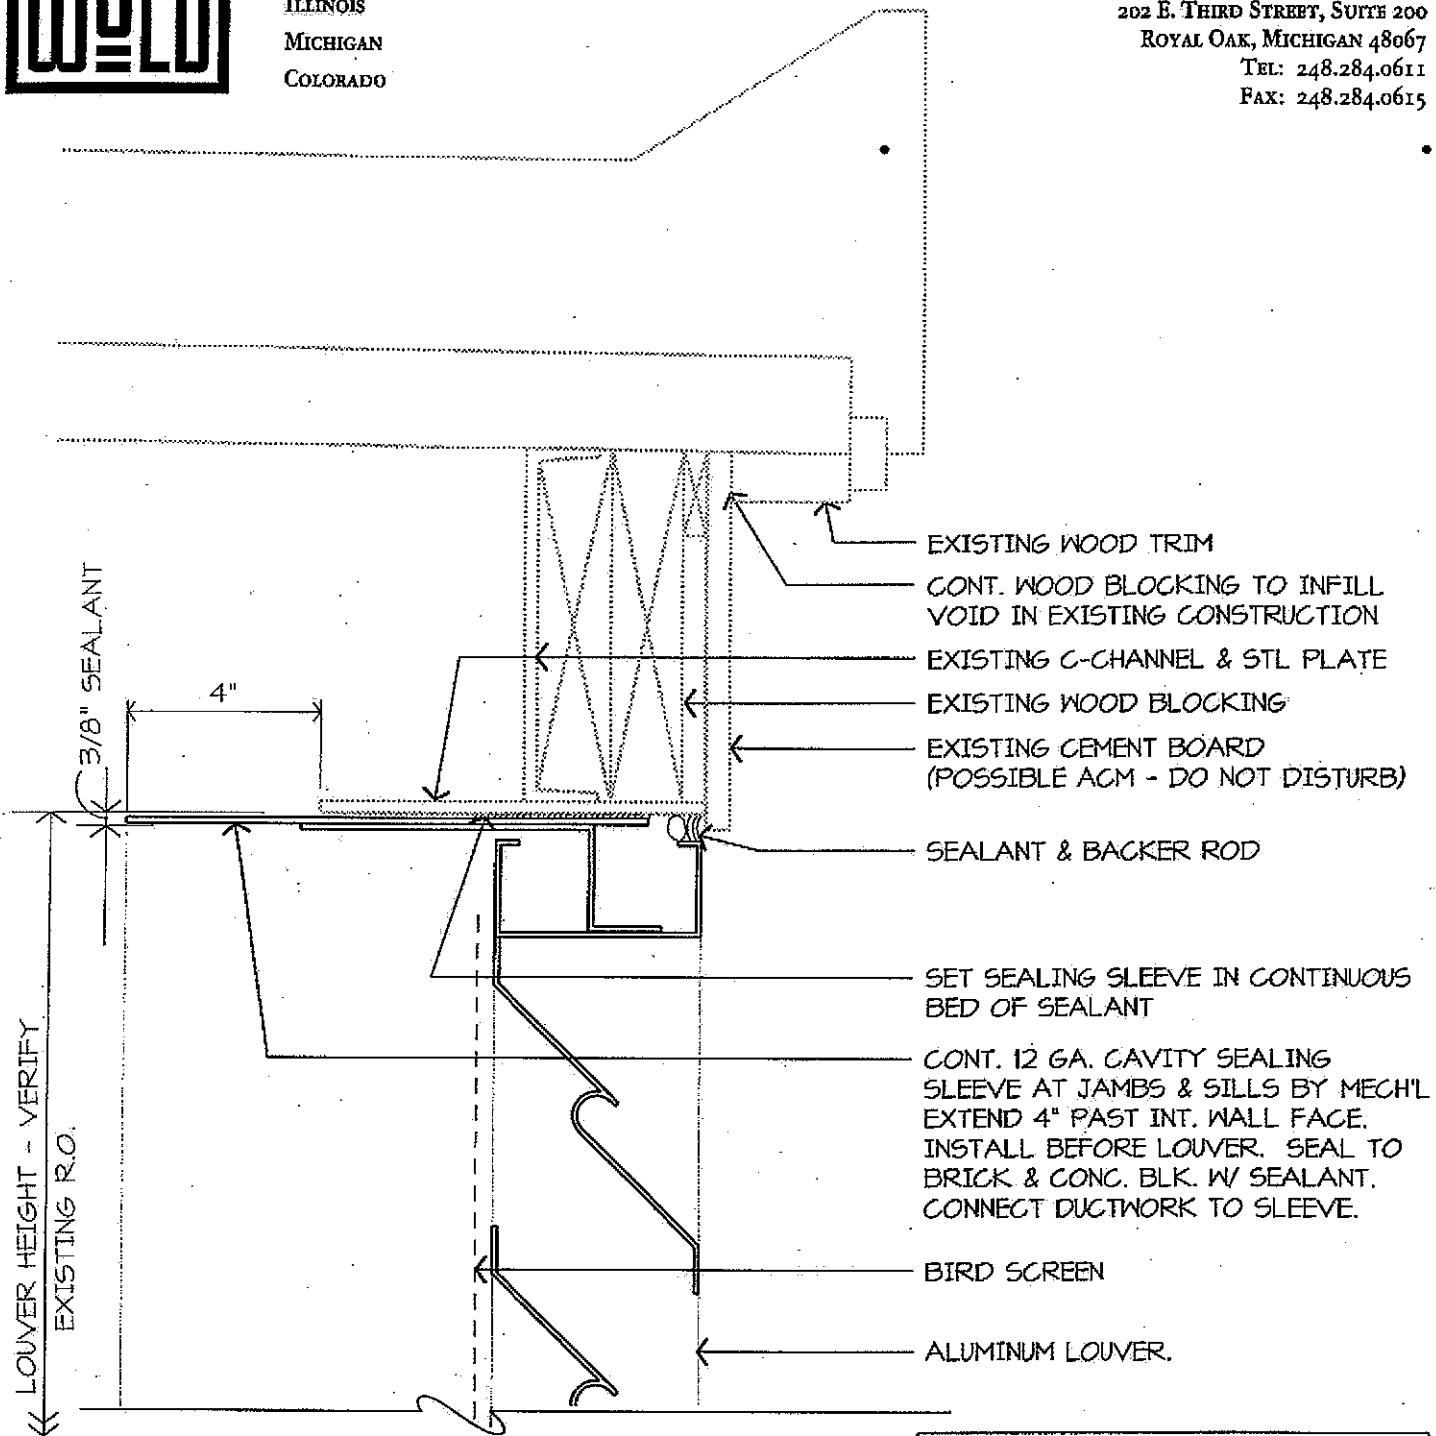 WOLD
ILLINOIS
MICHIGAN
COLORADO
202 E. THIRD STREET, SUITE 200
ROYAL OAK, MICHIGAN 48067
TEL: 248.284.0611
FAX: 248.284.0615
EXISTING WOOD TRIM
CONT. WOOD BLOCKING TO INFILL
VOID IN EXISTING CONSTRUCTION
EXISTING C-CHANNEL & STL PLATE
EXISTING WOOD BLOCKING
EXISTING CEMENT BOARD
(POSSIBLE ACM - DO NOT DISTURB)
3/8" SEALANT
4"
SEALANT & BACKER ROD
SET SEALING SLEEVE IN CONTINUOUS
BED OF SEALANT
CONT. 12 GA. CAVITY SEALING
SLEEVE AT JAMBS & SILLS BY MECH'L
EXTEND 4" PAST INT. WALL FACE.
INSTALL BEFORE LOUVER. SEAL TO
BRICK & CONC. BLK. W/ SEALANT.
CONNECT DUCTWORK TO SLEEVE.
LOUVER HEIGHT - VERIFY
EXISTING R.O.
BIRD SCREEN
ALUMINUM LOUVER.